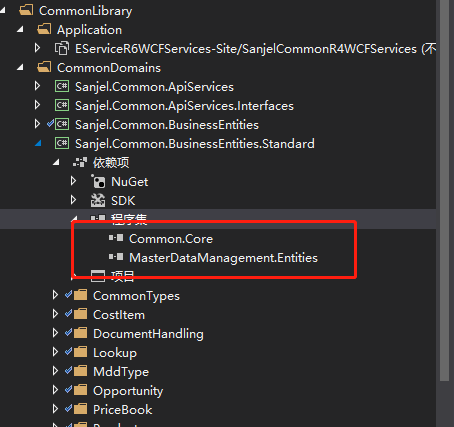 CommonLibrary
Application
EServiceR6WCFServices-Site/SanjelCommonR4WCFServices (不
CommonDomains
C# Sanjel.Common.ApiServices
C# Sanjel.Common.ApiServices.Interfaces
C# Sanjel.Common.BusinessEntities
C# Sanjel.Common.BusinessEntities.Standard
依赖项
NuGet
SDK
程序集
Common.Core
MasterDataManagement.Entities
项目
CommonTypes
CostItem
DocumentHandling
Lookup
MddType
Opportunity
PriceBook